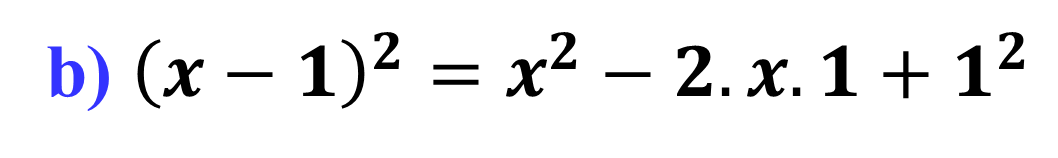 b) (x − 1)² = x² − 2. x. 1 + 1²